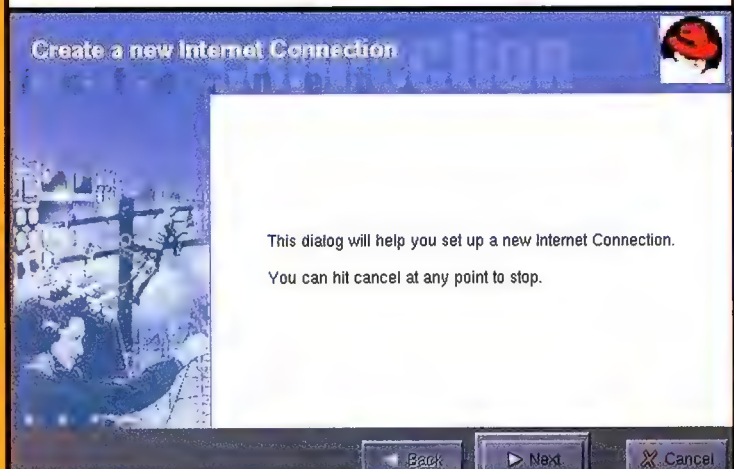 Create a new Internet Connection
This dialog will help you set up a new Internet Connection.
You can hit cancel at any point to stop.
Back
Next
Cancel